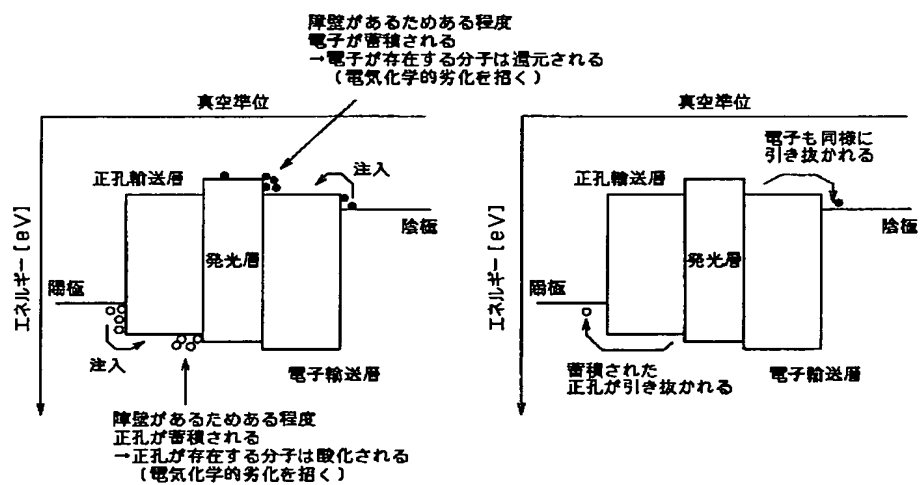 障壁があるためある程度
電子が蓄積される
→電子が存在する分子は還元される
(電気化学的劣化を招く)
真空準位
正孔輸送層
注入
陰極
発光層
エネルギー[eV]
陽極
注入
電子輸送層
障壁があるためある程度
正孔が蓄積される
→正孔が存在する分子は酸化される
(電気化学的劣化を招く)
真空準位
電子も同様に
引き抜かれる
正孔輸送層
陰極
発光層
エネルギー[eV]
陽極
蓄積された
正孔が引き抜かれる
電子輸送層